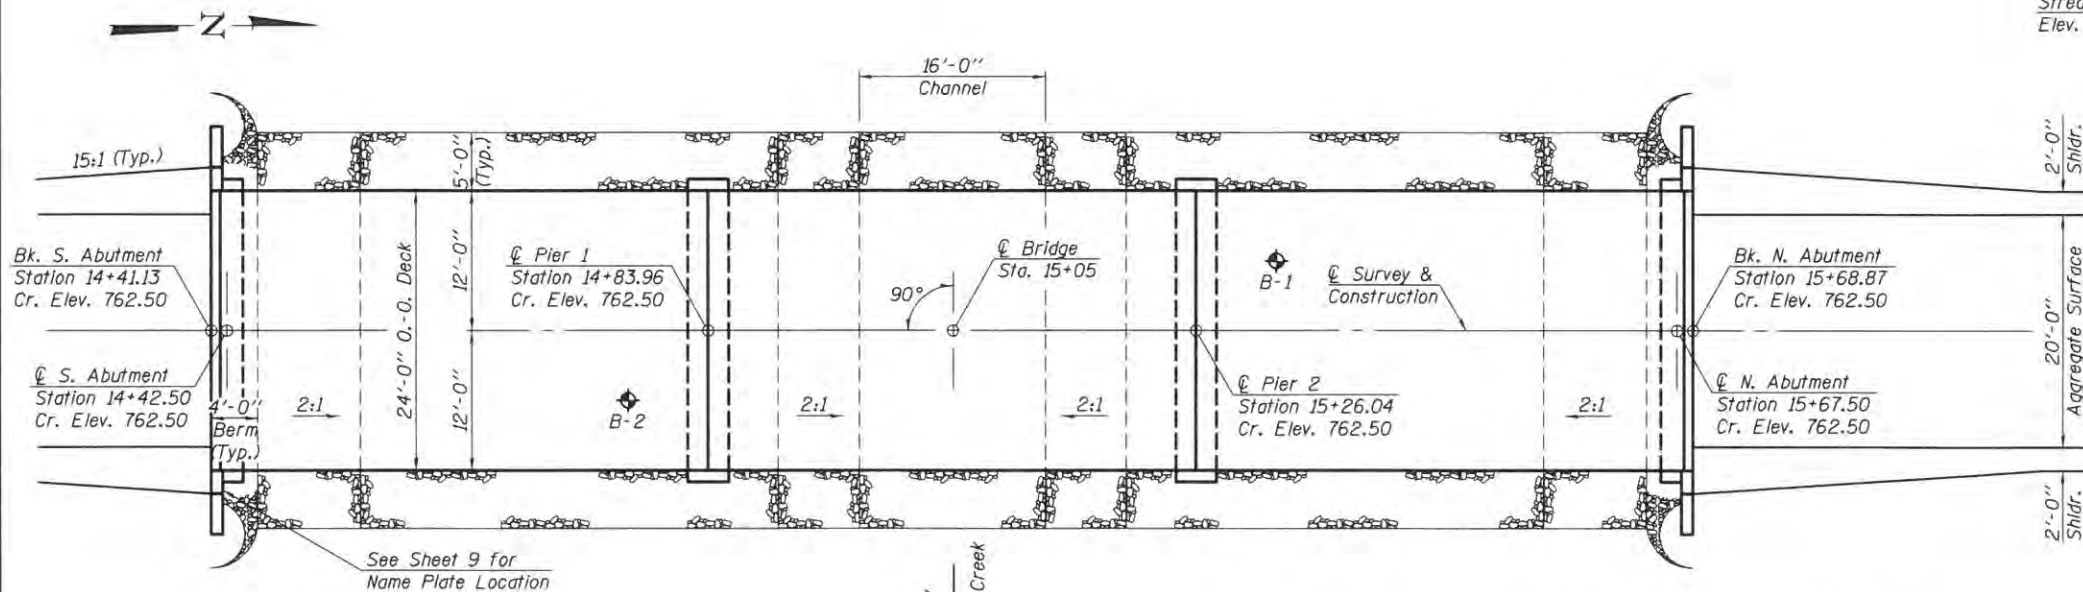 Elev.
N
16'-0"
Channel
15:1 (Typ.)
5'-0"
(Typ.)
2'-0"
Shldr.
Bk. S. Abutment
Station 14+41.13
Cr. Elev. 762.50
24'-0" O.-O. Deck
12'-0"
℄ Pier 1
Station 14+83.96
Cr. Elev. 762.50
90°
℄ Bridge
Sta. 15+05
B-1
℄ Survey &
Construction
Bk. N. Abutment
Station 15+68.87
Cr. Elev. 762.50
20'-0"
Aggregate Surface
℄ S. Abutment
Station 14+42.50
Cr. Elev. 762.50
4'-0"
Berm
(Typ.)
2:1
12'-0"
B-2
2:1
2:1
℄ Pier 2
Station 15+26.04
Cr. Elev. 762.50
2:1
℄ N. Abutment
Station 15+67.50
Cr. Elev. 762.50
2'-0"
Shldr.
See Sheet 9 for
Name Plate Location
Creek